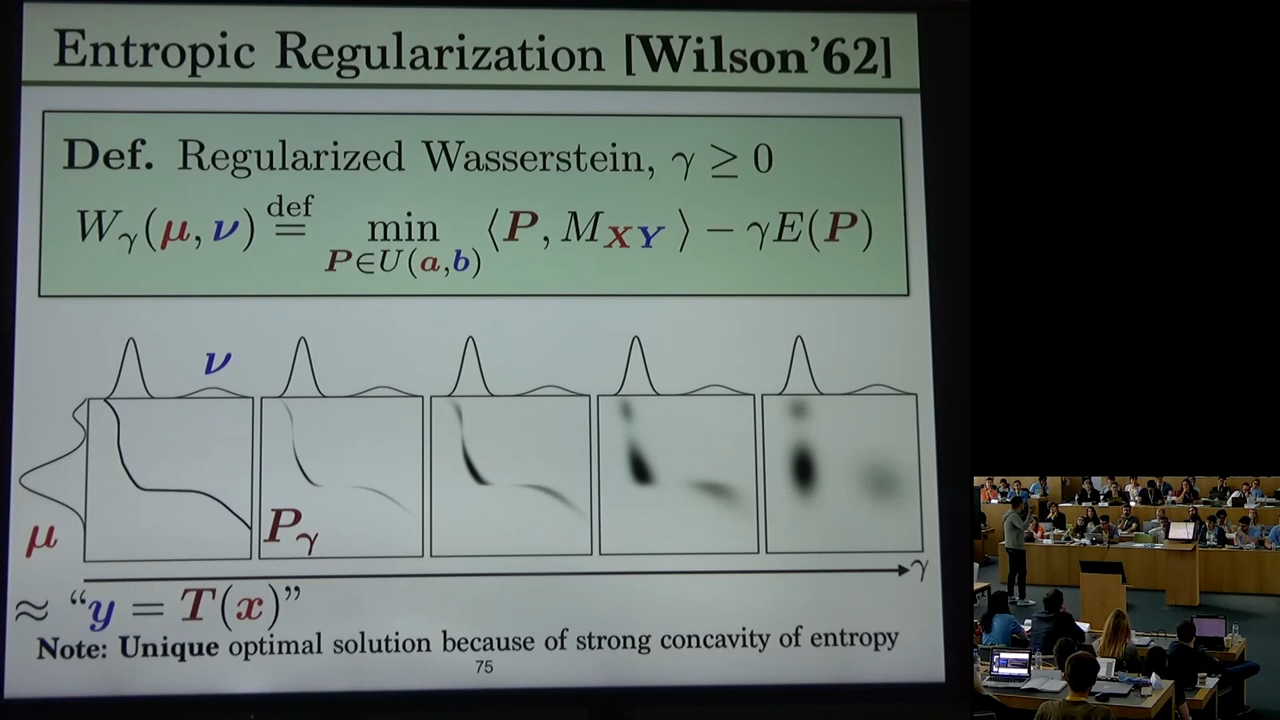 Entropic Regularization [Wilson’62]
Def. Regularized Wasserstein, γ ≥ 0
W_γ(μ, ν) def= min_{P∈U(a,b)} ⟨P, M_XY⟩ − γE(P)
ν
μ
P_γ
γ
≈ “y = T(x)”
Note: Unique optimal solution because of strong concavity of entropy
75